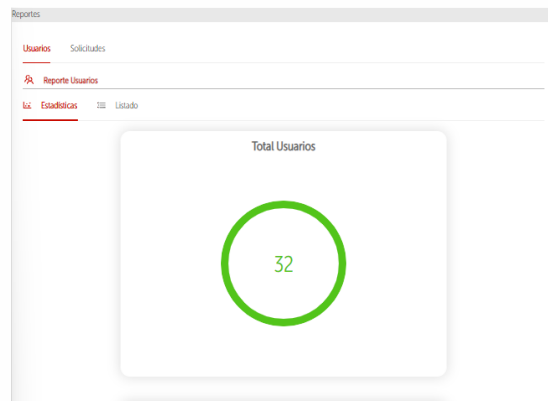 Reportes
Usuarios Solicitudes
Reporte Usuarios
Estadísticas Listado
Total Usuarios
32